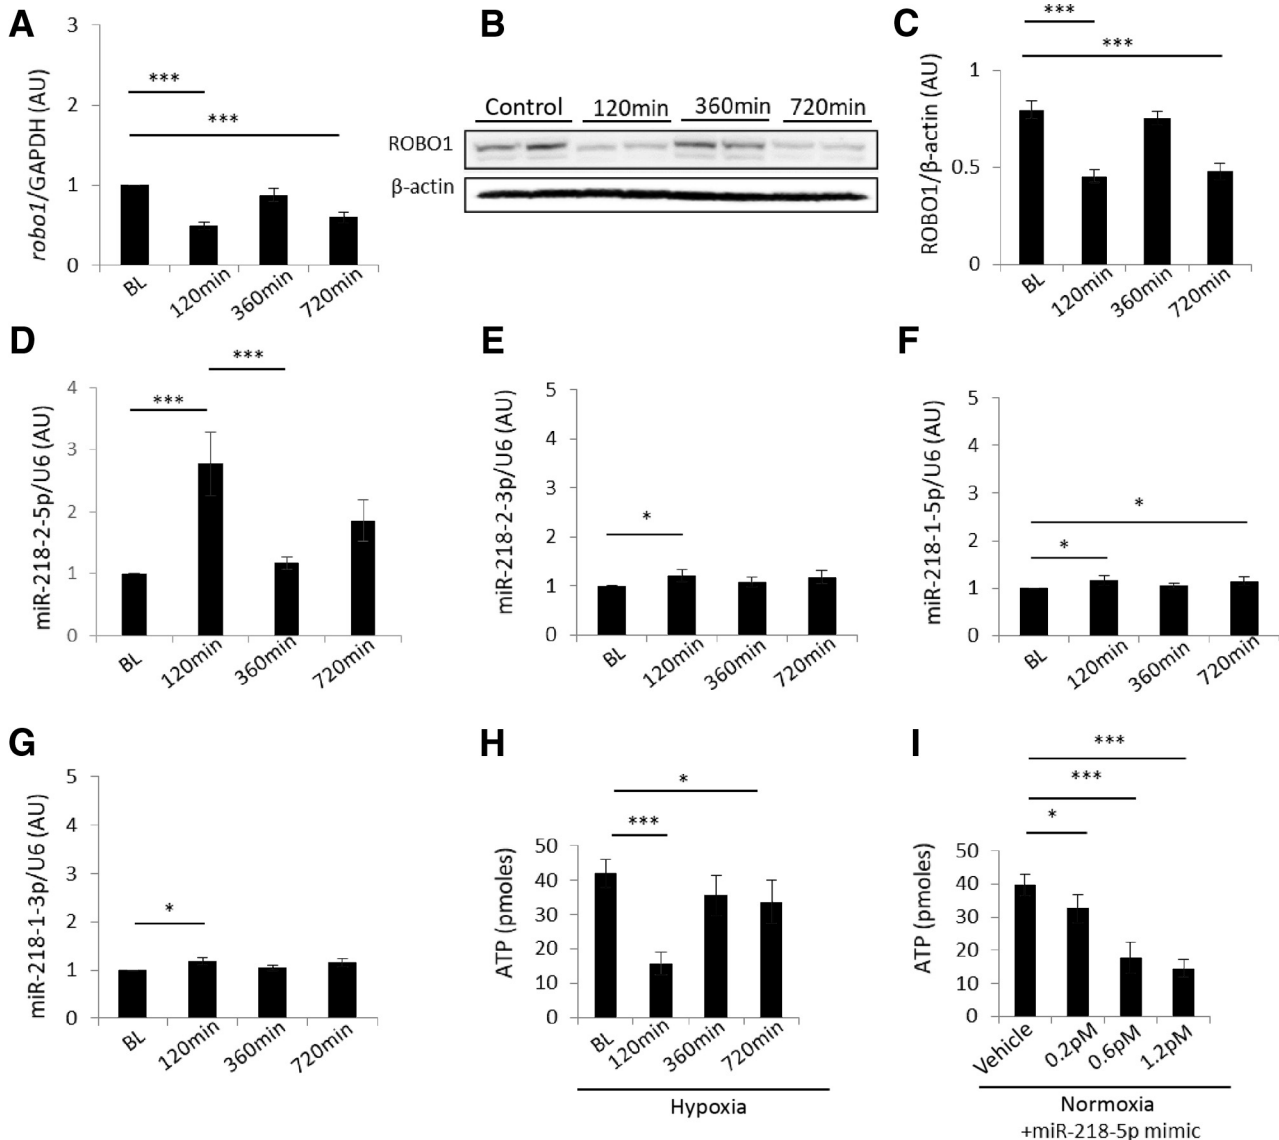 A
robo1/GAPDH (AU)
3
2
1
0
***
***
BL
120min
360min
720min
B
Control
120min
360min
720min
ROBO1
β-actin
C
ROBO1/β-actin (AU)
1
0.5
0
***
***
BL
120min
360min
720min
D
miR-218-2-5p/U6 (AU)
4
3
2
1
0
***
***
BL
120min
360min
720min
E
miR-218-2-3p/U6 (AU)
5
4
3
2
1
0
*
BL
120min
360min
720min
F
miR-218-1-5p/U6 (AU)
5
4
3
2
1
0
*
*
BL
120min
360min
720min
G
miR-218-1-3p/U6 (AU)
5
4
3
2
1
0
*
BL
120min
360min
720min
H
ATP (pmoles)
50
40
30
20
10
0
*
***
BL
120min
360min
720min
Hypoxia
I
ATP (pmoles)
50
40
30
20
10
0
***
***
*
Vehicle
0.2pM
0.6pM
1.2pM
Normoxia
+miR-218-5p mimic